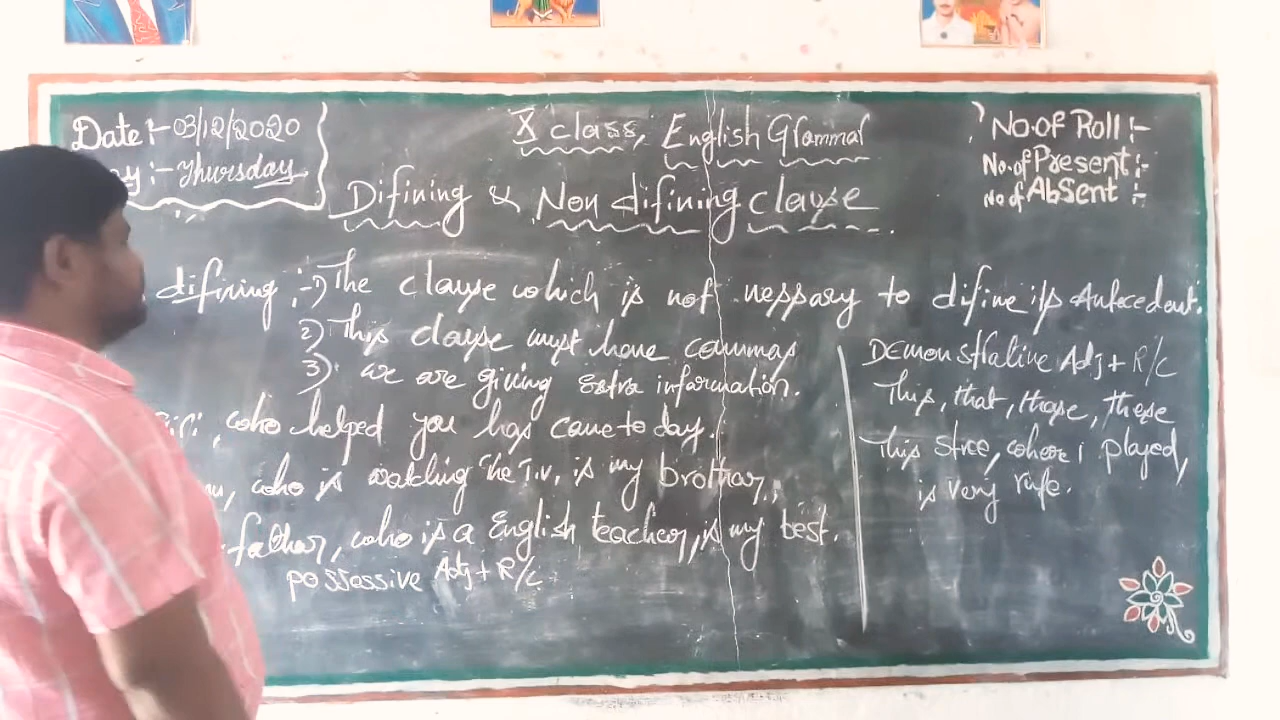 Date :- 03/12/2020
:- Thursday
X class, English Grammar
No.of Roll :-
No.of Present :-
No of Absent :-
Difining & Non difining clause
difining :- 1) The clause which is not nessary to difine its Antecedent.
2) This clause must have commas
3) we are giving Extra information.
, who helped you has come to day.
, who is watching the T.V, is my brother.
father, who is a English teacher, is my best.
possessive Adj + R/c
Demonstrative Adj + R/c
This, that, those, these
This stree, where i played,
is very